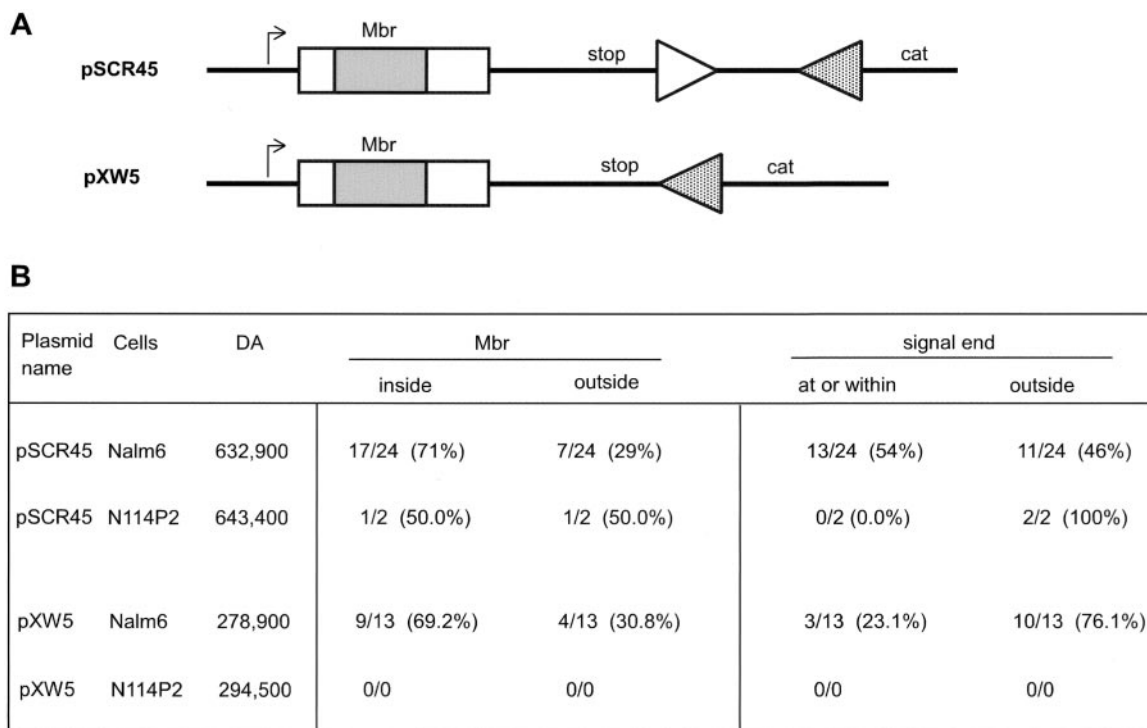 A
Mbr
pSCR45
stop
cat
Mbr
pXW5
stop
cat
B
Plasmid name Cells DA Mbr signal end
inside outside at or within outside
pSCR45 Nalm6 632,900 17/24 (71%) 7/24 (29%) 13/24 (54%) 11/24 (46%)
pSCR45 N114P2 643,400 1/2 (50.0%) 1/2 (50.0%) 0/2 (0.0%) 2/2 (100%)
pXW5 Nalm6 278,900 9/13 (69.2%) 4/13 (30.8%) 3/13 (23.1%) 10/13 (76.1%)
pXW5 N114P2 294,500 0/0 0/0 0/0 0/0